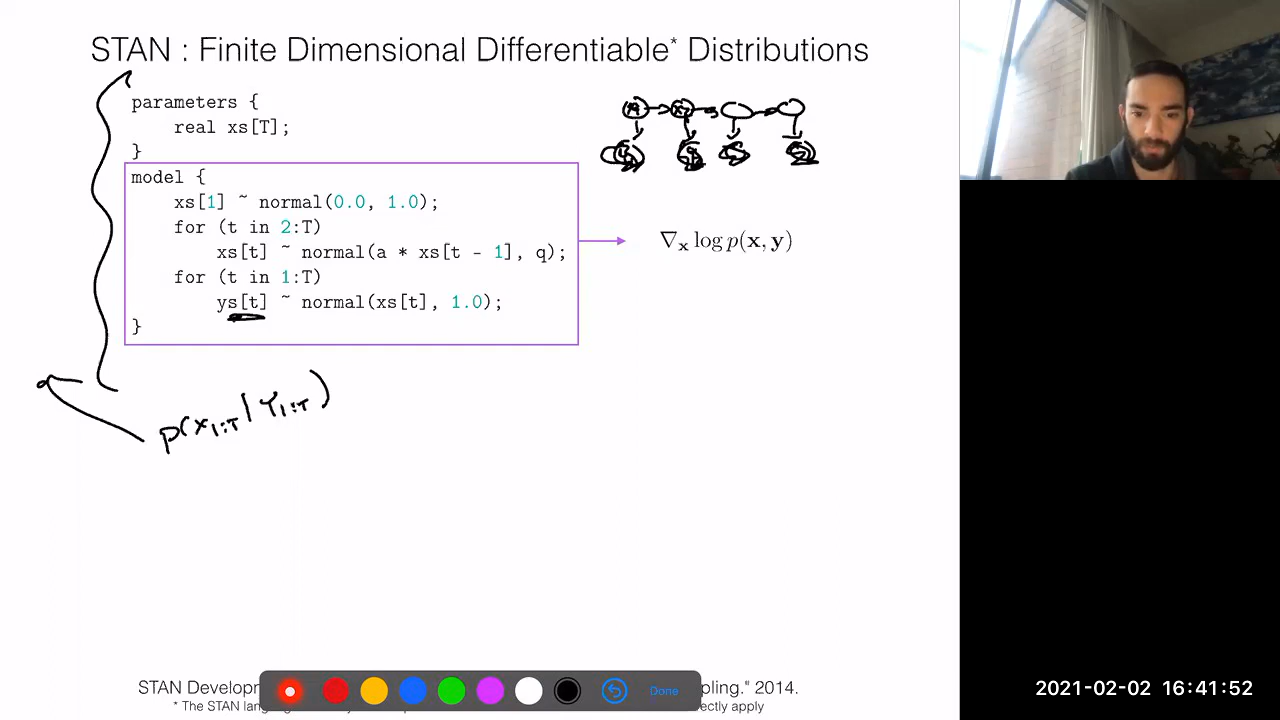 STAN : Finite Dimensional Differentiable* Distributions
parameters {
real xs[T];
}
model {
xs[1] ~ normal(0.0, 1.0);
for (t in 2:T)
xs[t] ~ normal(a * xs[t - 1], q);
for (t in 1:T)
ys[t] ~ normal(xs[t], 1.0);
}
∇x log p(x, y)
p(x1:T | Y1:T)
STAN Develop
pling." 2014.
* The STAN
ectly apply
Done
2021-02-02 16:41:52